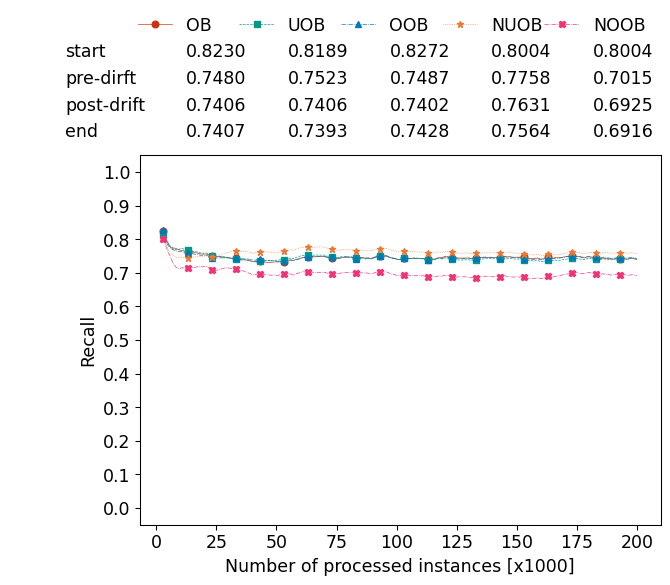 OB UOB OOB NUOB NOOB
start 0.8230 0.8189 0.8272 0.8004 0.8004
pre-dirft 0.7480 0.7523 0.7487 0.7758 0.7015
post-drift 0.7406 0.7406 0.7402 0.7631 0.6925
end 0.7407 0.7393 0.7428 0.7564 0.6916
1.0
0.9
0.8
0.7
0.6
0.5
0.4
0.3
0.2
0.1
0.0
Recall
0 25 50 75 100 125 150 175 200
Number of processed instances [x1000]